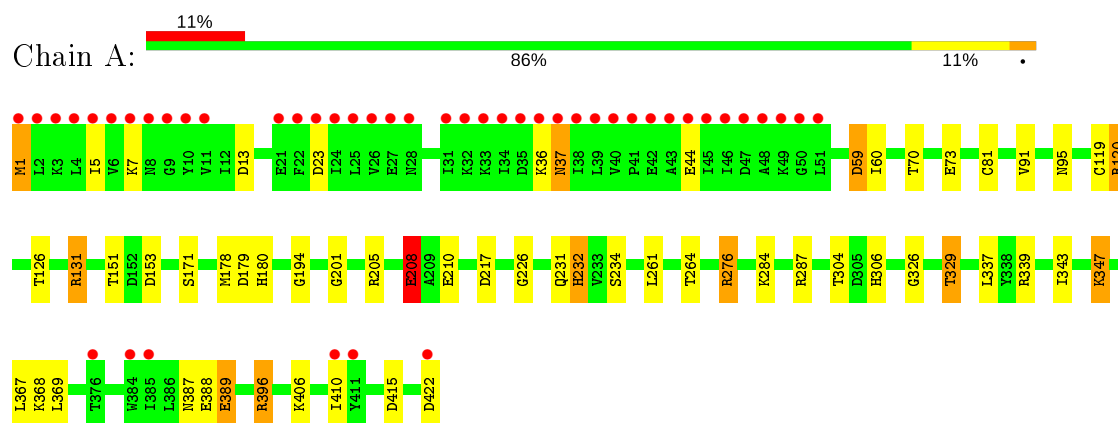 11%
Chain A:
86% 11% •
M1 L2 K3 L4 I5 V6 K7 N8 G9 Y10 V11 I12 D13 E21 F22 D23 I24 L25 V26 E27 N28 I31 K32 K33 I34 D35 K36 N37 I38 L39 V40 P41 E42 A43 E44 I45 I46 D47 A48 K49 G50 L51 D59 I60 T70 E73 C81 V91 N95 C119 R120
T126 R131 T151 D152 D153 S171 M178 D179 H180 G194 G201 R205 E208 A209 E210 D217 G226 Q231 H232 V233 S234 L261 T264 R276 K284 R287 T304 D305 H306 G326 T329 L337 Y338 R339 I343 K347
L367 K368 L369 T376 W384 I385 L386 N387 E388 E389 R396 K406 I410 Y411 D415 D422